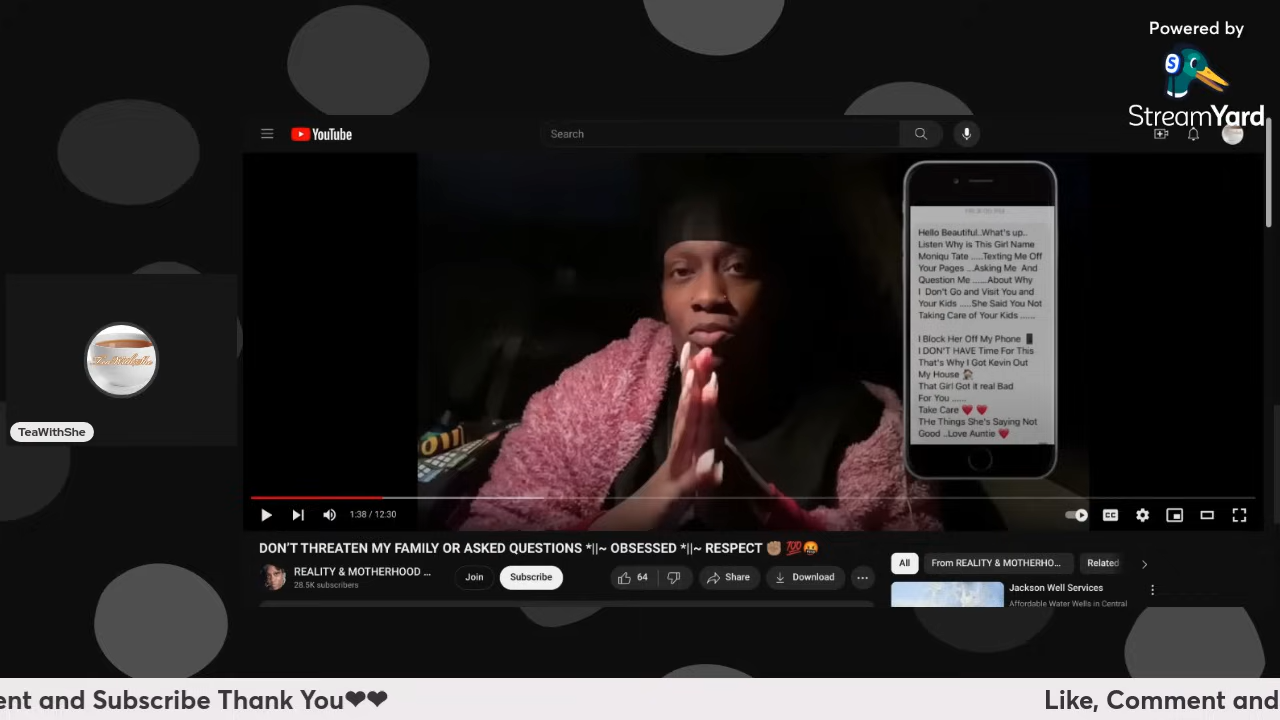 Powered by
StreamYard
YouTube
Search
Hello Beautiful..What's up..
Listen Why is This Girl Name
Moniqu Tate .....Texting Me Off
Your Pages ...Asking Me And
Question Me ......About Why
I Don't Go and Visit You and
Your Kids .....She Said You Not
Taking Care of Your Kids ......
I Block Her Off My Phone 📱
I DON'T HAVE Time For This
That's Why I Got Kevin Out
My House 🏠
That Girl Got it real Bad
For You ......
Take Care ❤️ ❤️
THe Things She's Saying Not
Good ..Love Auntie ❤️
TeaWithShe
1:38 / 12:30
CC
DON'T THREATEN MY FAMILY OR ASKED QUESTIONS *||~ OBSESSED *||~ RESPECT ✊🏽 💯🤬
REALITY & MOTHERHOOD ...
28.5K subscribers
Join
Subscribe
64
Share
Download
All
From REALITY & MOTHERHO...
Related
Jackson Well Services
Affordable Water Wells in Central
ent and Subscribe Thank You❤❤
Like, Comment and